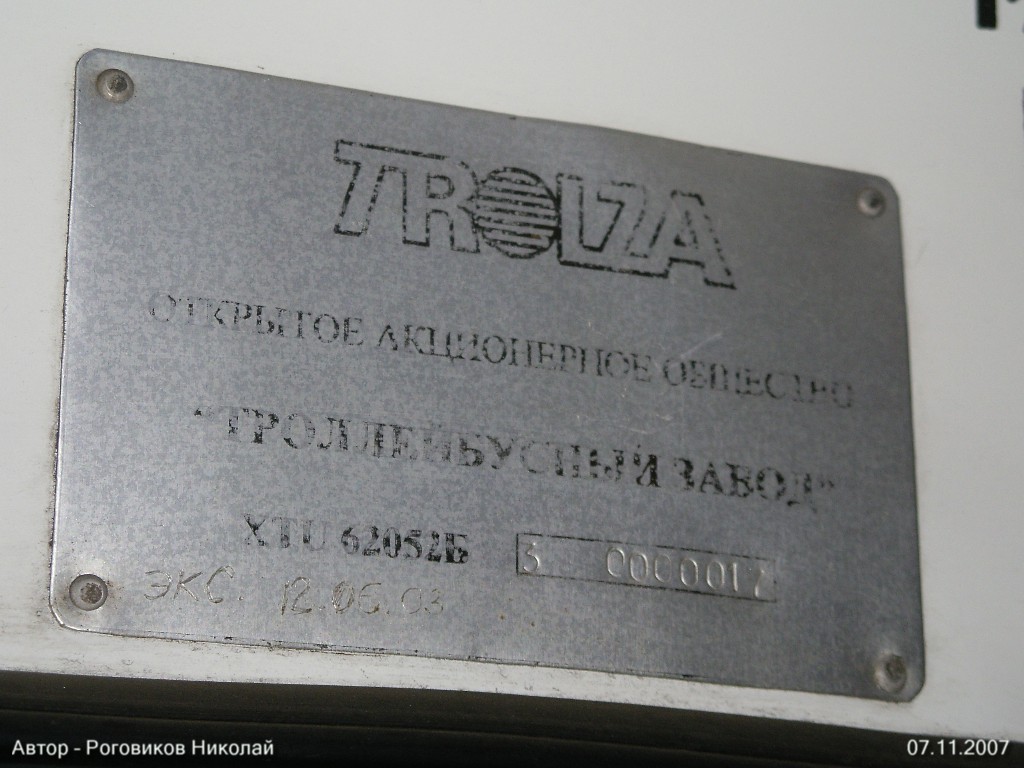 TROLZA
ОТКРЫТОЕ АКЦИОНЕРНОЕ ОБЩЕСТВО
"ТРОЛЛЕЙБУСНЫЙ ЗАВОД"
XTU 62052Б 3 0000017
ЭКС. 12.06.03
Автор - Роговиков Николай 07.11.2007